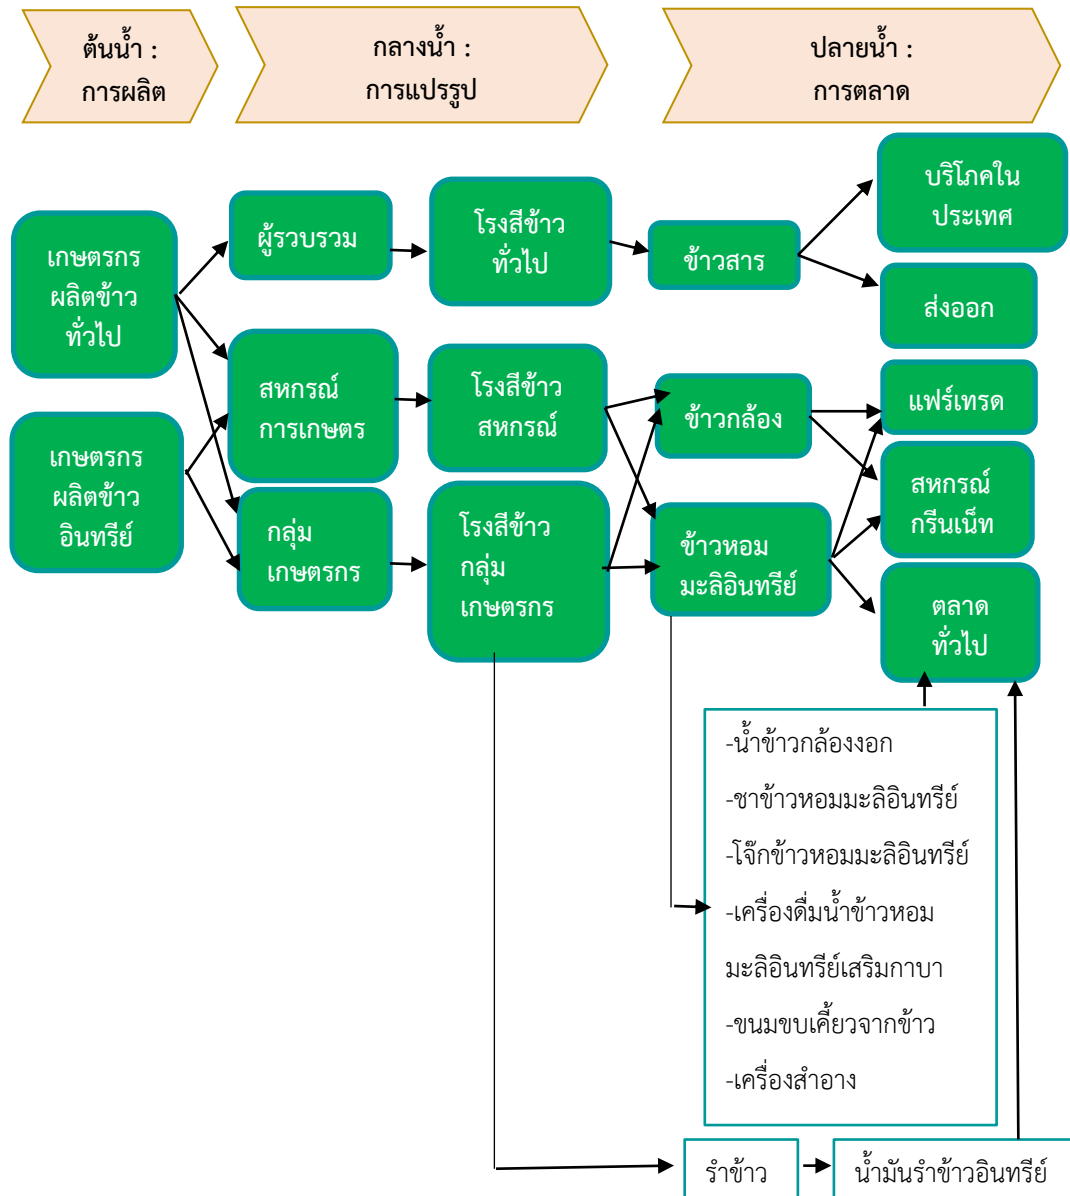 ต้นน้ำ :
การผลิต
กลางน้ำ :
การแปรรูป
ปลายน้ำ :
การตลาด
เกษตรกร
ผลิตข้าว
ทั่วไป
ผู้รวบรวม
โรงสีข้าว
ทั่วไป
ข้าวสาร
บริโภคใน
ประเทศ
ส่งออก
เกษตรกร
ผลิตข้าว
อินทรีย์
สหกรณ์
การเกษตร
โรงสีข้าว
สหกรณ์
ข้าวกล้อง
แฟร์เทรด
สหกรณ์
กรีนเน็ท
กลุ่ม
เกษตรกร
โรงสีข้าว
กลุ่ม
เกษตรกร
ข้าวหอม
มะลิอินทรีย์
ตลาด
ทั่วไป
-น้ำข้าวกล้องงอก
-ชาข้าวหอมมะลิอินทรีย์
-โจ๊กข้าวหอมมะลิอินทรีย์
-เครื่องดื่มน้ำข้าวหอม
มะลิอินทรีย์เสริมกาบา
-ขนมขบเคี้ยวจากข้าว
-เครื่องสำอาง
รำข้าว
น้ำมันรำข้าวอินทรีย์